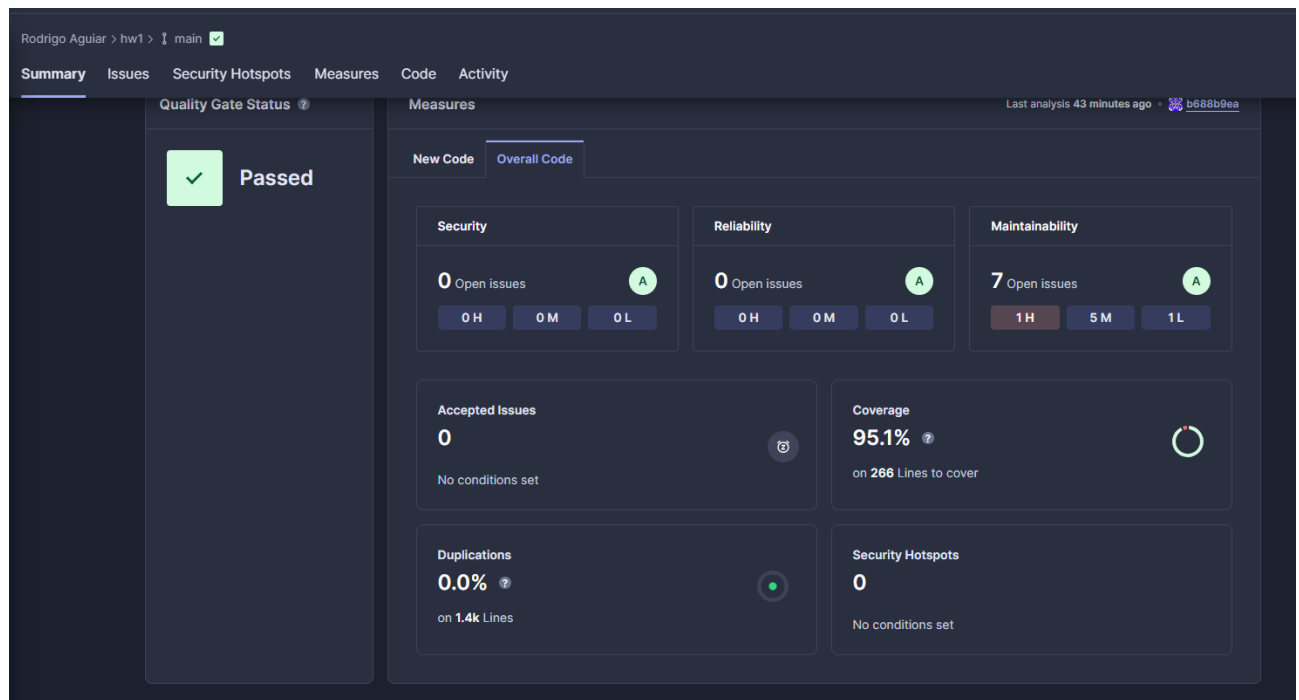 Rodrigo Aguiar > hw1 > main
Summary Issues Security Hotspots Measures Code Activity
Quality Gate Status ?
Passed
Measures
Last analysis 43 minutes ago • b688b9ea
New Code Overall Code
Security
0 Open issues A
0 H 0 M 0 L
Reliability
0 Open issues A
0 H 0 M 0 L
Maintainability
7 Open issues A
1 H 5 M 1 L
Accepted Issues
0
No conditions set
Coverage
95.1% ?
on 266 Lines to cover
Duplications
0.0% ?
on 1.4k Lines
Security Hotspots
0
No conditions set